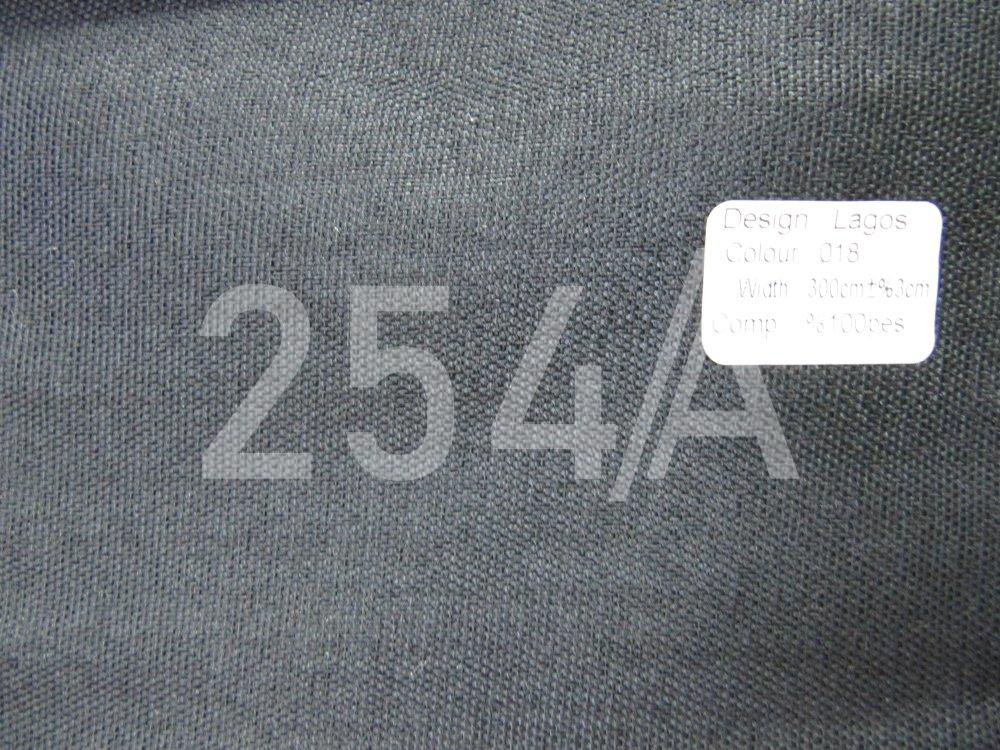 Design Lagos
Colour 018
Width 300cm±%3cm
Comp %100pes
254/A